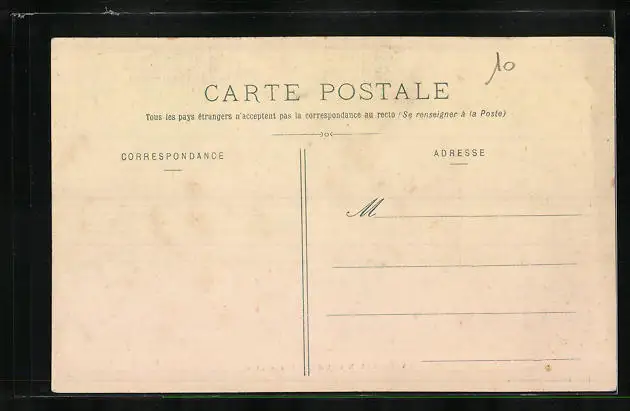 10
CARTE POSTALE
Tous les pays étrangers n'acceptent pas la correspondance au recto (Se renseigner à la Poste)
CORRESPONDANCE
ADRESSE
M